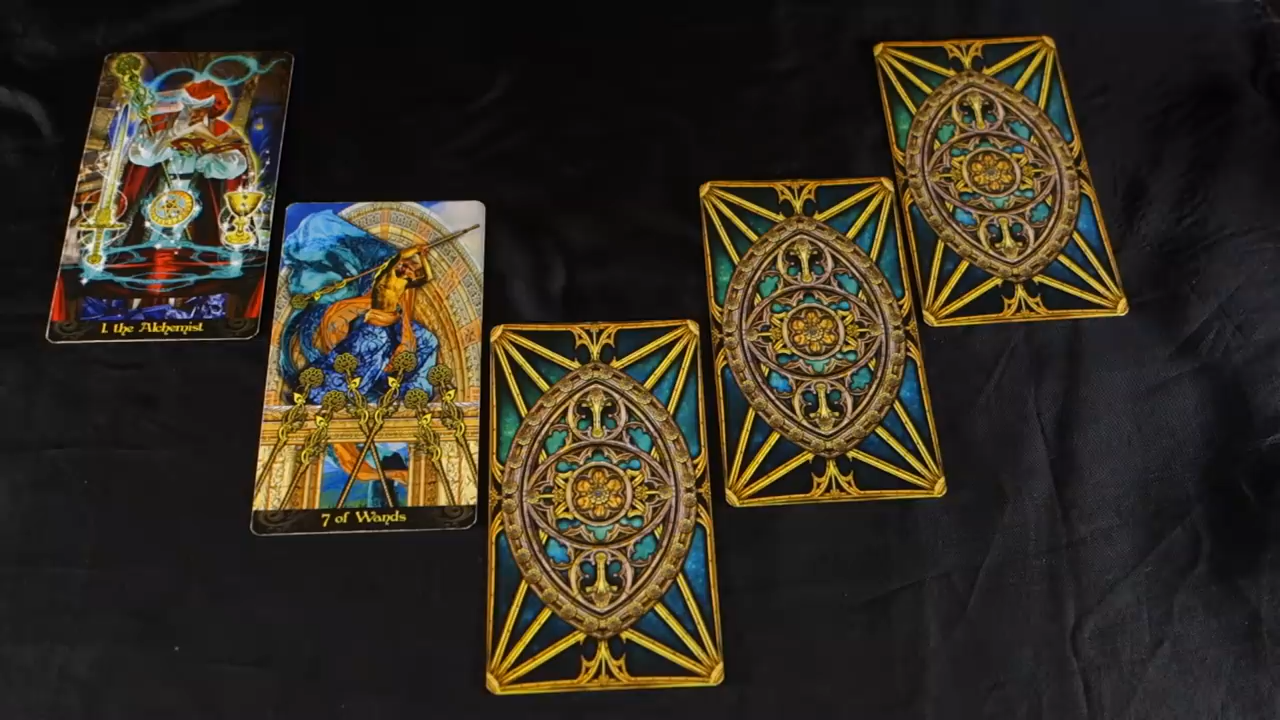 I. the Alchemist
7 of Wands